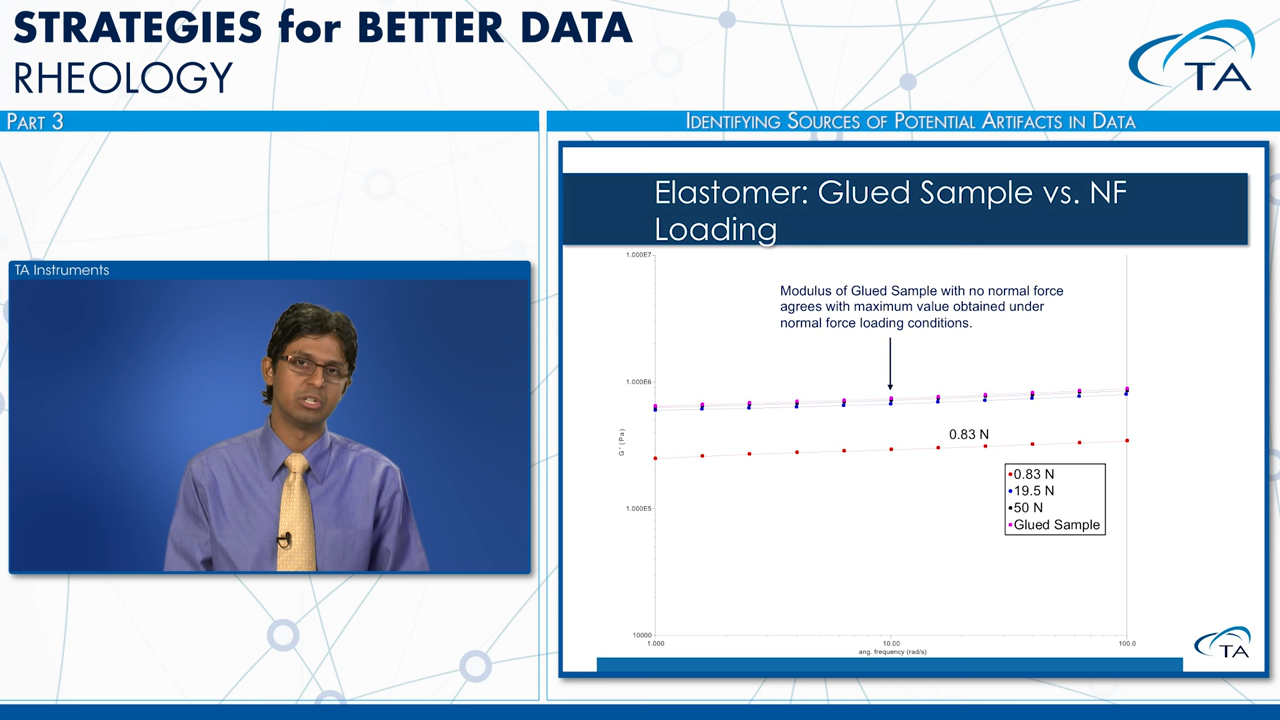 STRATEGIES for BETTER DATA
RHEOLOGY
TA
PART 3
IDENTIFYING SOURCES OF POTENTIAL ARTIFACTS IN DATA
TA Instruments
Elastomer: Glued Sample vs. NF
Loading
1.000E7
Modulus of Glued Sample with no normal force
agrees with maximum value obtained under
normal force loading conditions.
1.000E6
G' (Pa)
0.83 N
0.83 N
19.5 N
50 N
Glued Sample
1.000E5
10000
1.000
10.00
100.0
ang. frequency (rad/s)
TA